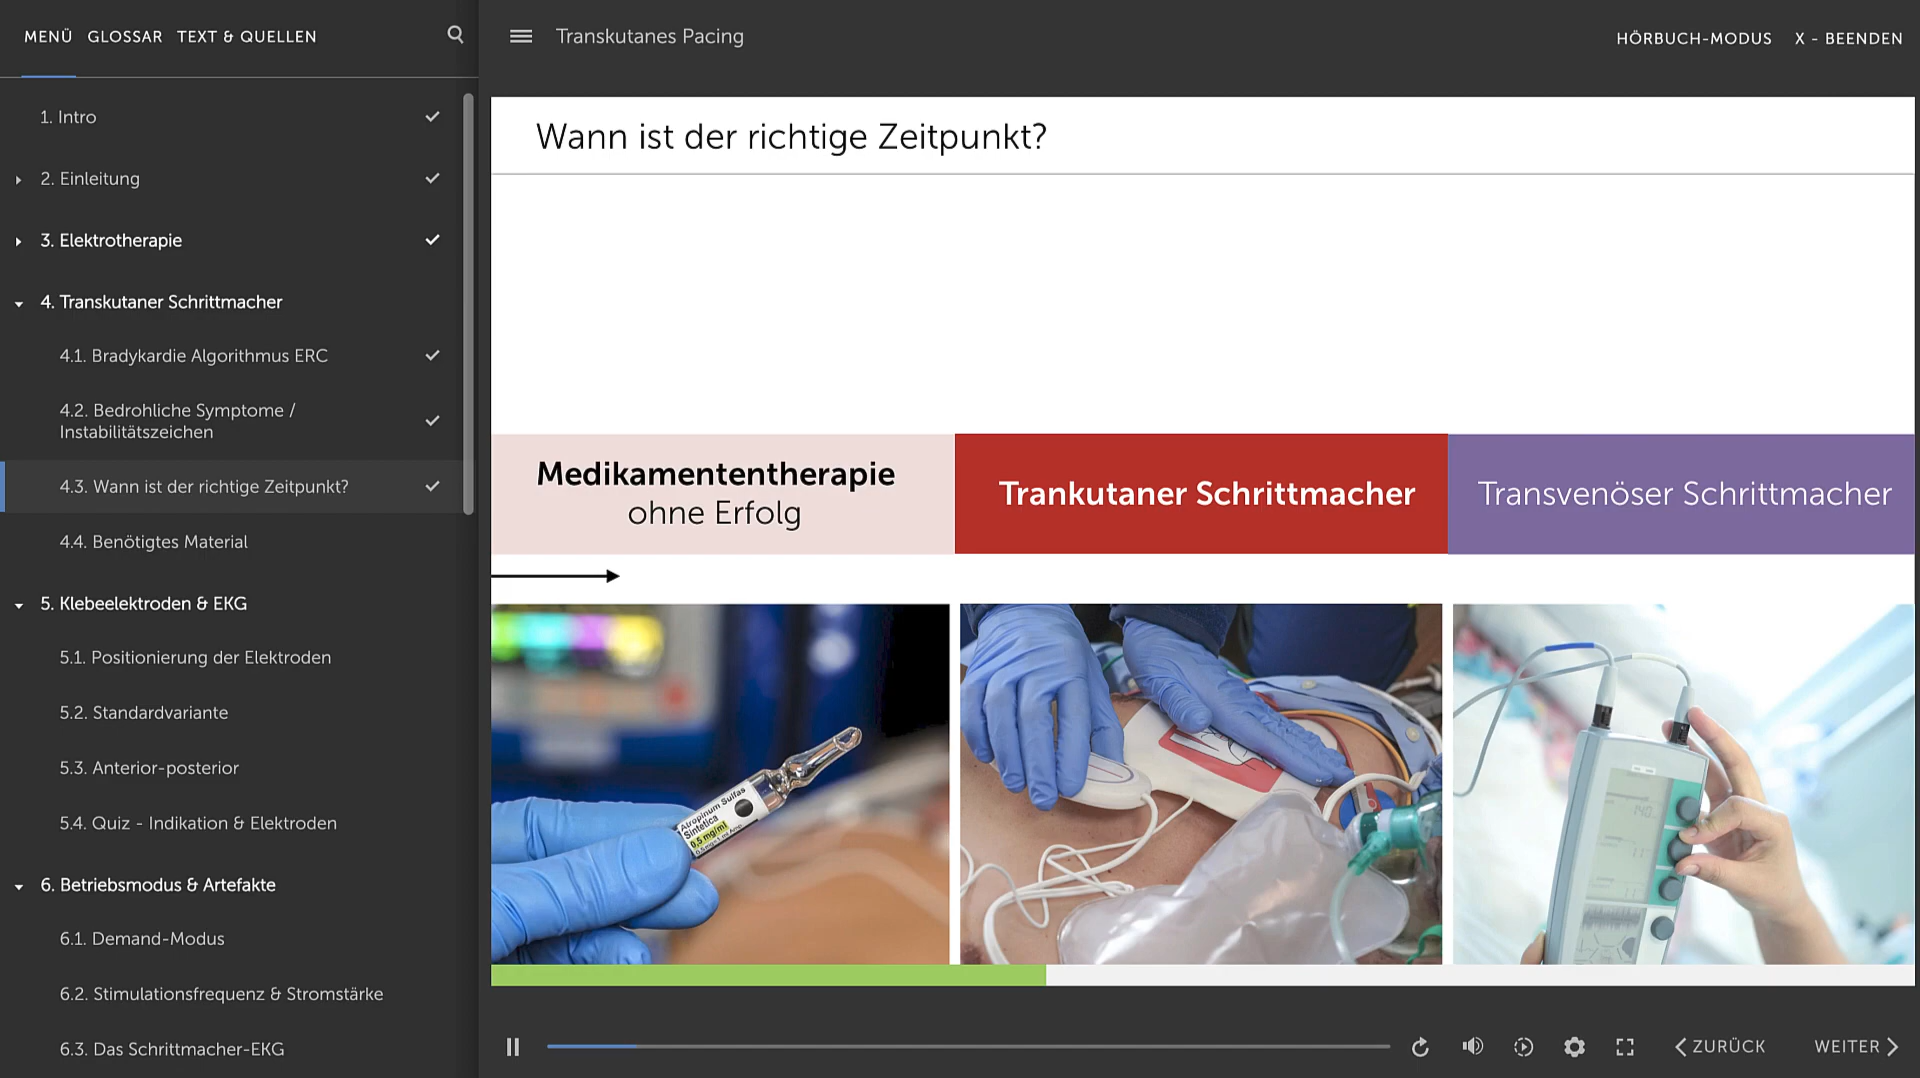 MENÜ GLOSSAR TEXT & QUELLEN
Transkutanes Pacing
HÖRBUCH-MODUS X - BEENDEN
1. Intro
2. Einleitung
3. Elektrotherapie
4. Transkutaner Schrittmacher
4.1. Bradykardie Algorithmus ERC
4.2. Bedrohliche Symptome /
Instabilitätszeichen
4.3. Wann ist der richtige Zeitpunkt?
4.4. Benötigtes Material
5. Klebeelektroden & EKG
5.1. Positionierung der Elektroden
5.2. Standardvariante
5.3. Anterior-posterior
5.4. Quiz - Indikation & Elektroden
6. Betriebsmodus & Artefakte
6.1. Demand-Modus
6.2. Stimulationsfrequenz & Stromstärke
6.3. Das Schrittmacher-EKG
Wann ist der richtige Zeitpunkt?
Medikamententherapie
ohne Erfolg
Trankutaner Schrittmacher
Transvenöser Schrittmacher
Atropinum Sulfas
Sintetica
0,5 mg/ml
ZURÜCK
WEITER